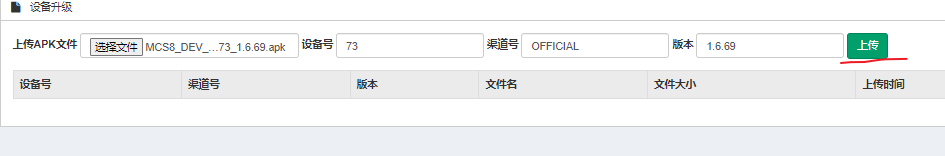 设备升级
上传APK文件 选择文件 MCS8_DEV_...73_1.6.69.apk 设备号 73 渠道号 OFFICIAL 版本 1.6.69 上传
设备号 渠道号 版本 文件名 文件大小 上传时间